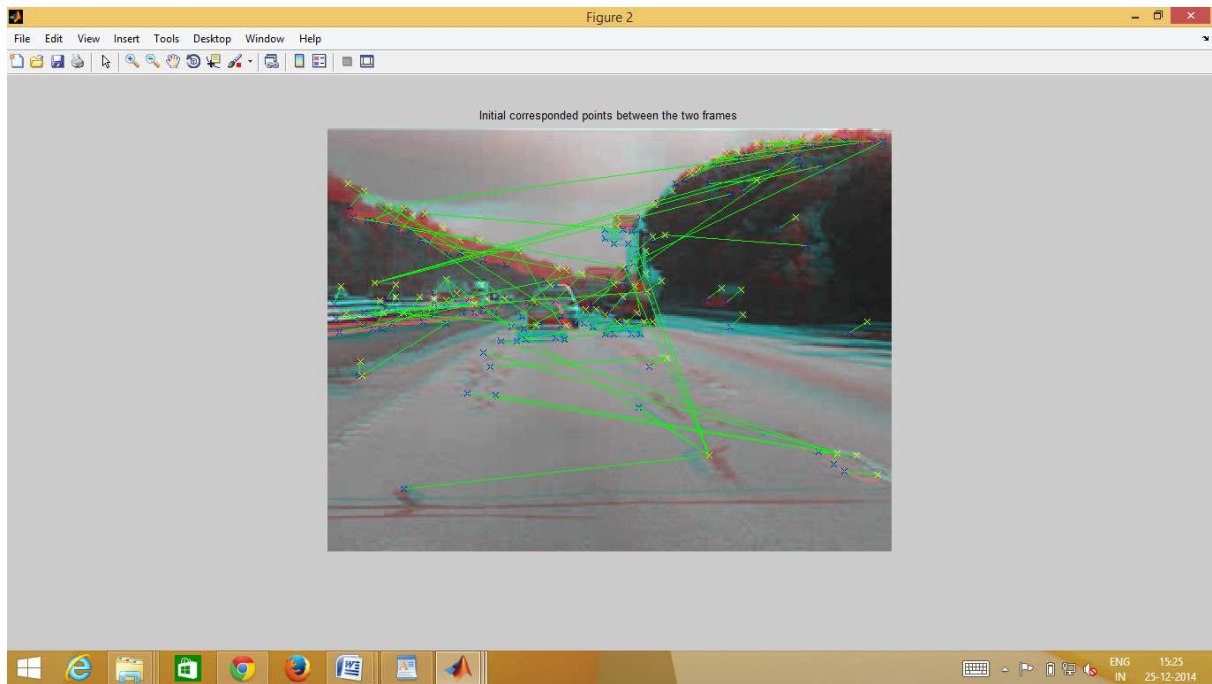 Figure 2
File Edit View Insert Tools Desktop Window Help
Initial corresponded points between the two frames
ENG 15:25
IN 25-12-2014